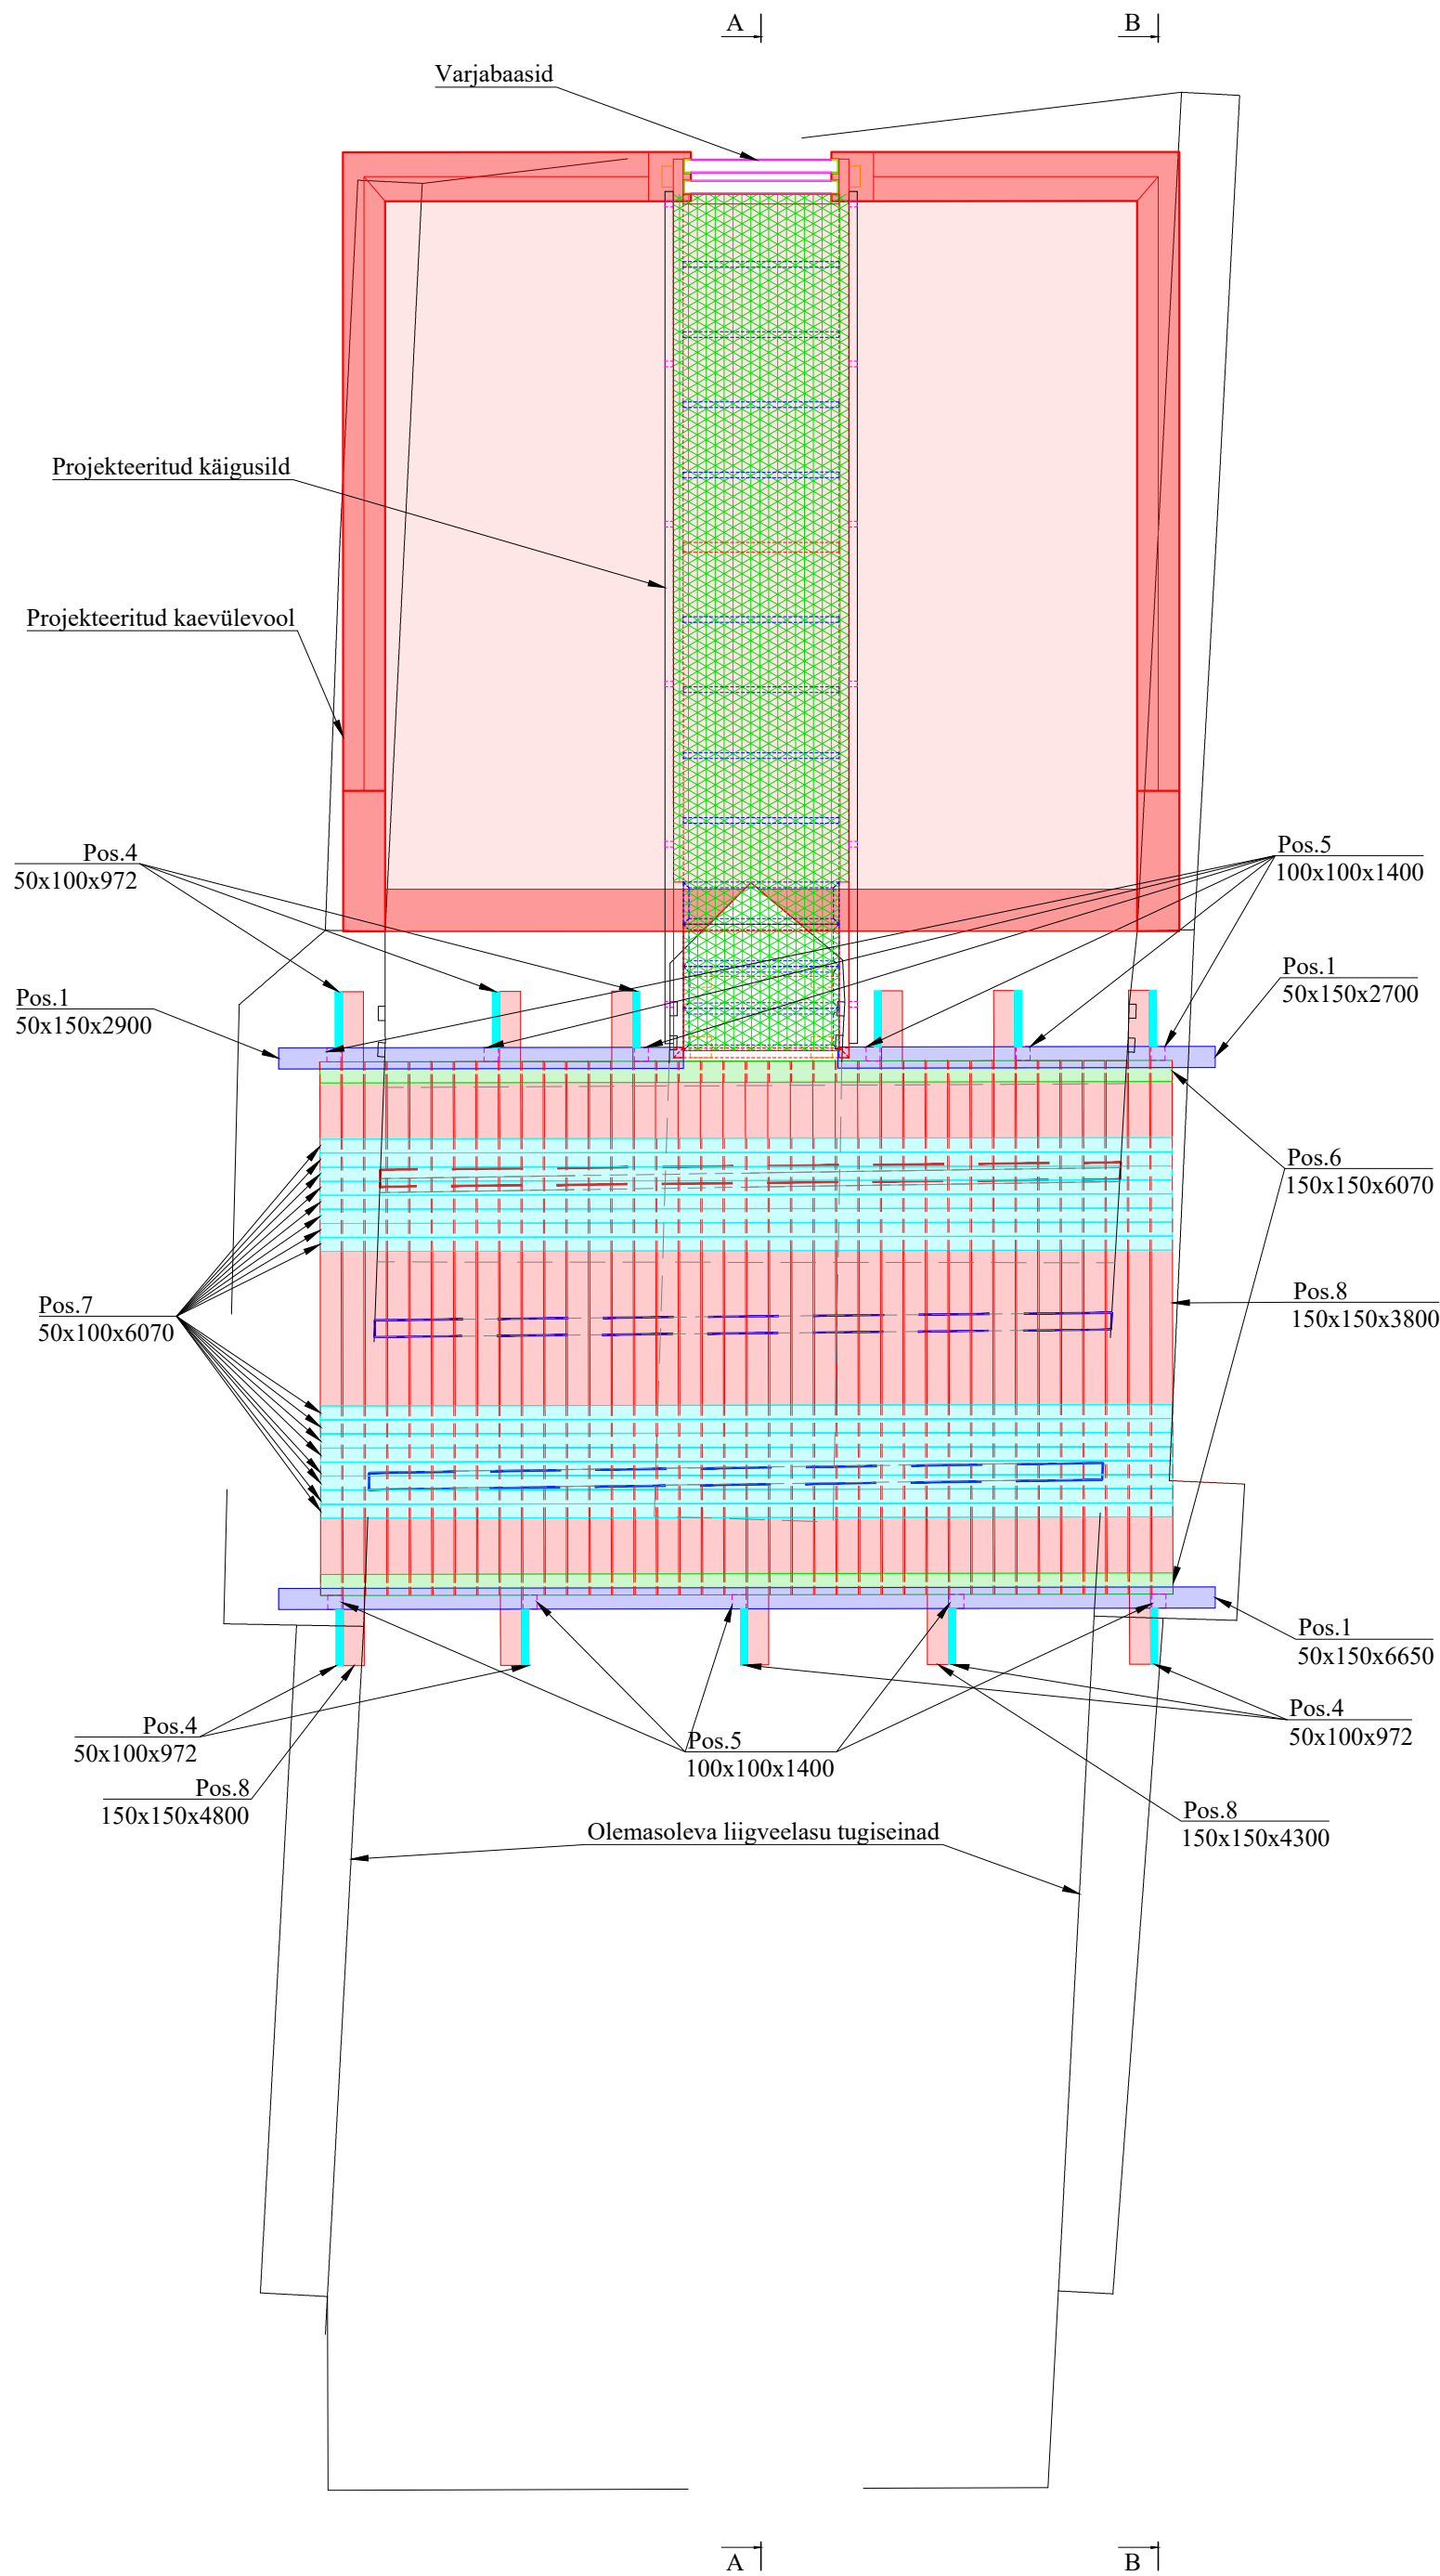 A
B
Varjabaasid
Projekteeritud käigusild
Projekteeritud kaevülevool
Pos.4
50x100x972
Pos.5
100x100x1400
Pos.1
50x150x2900
Pos.1
50x150x2700
Pos.6
150x150x6070
Pos.7
50x100x6070
Pos.8
150x150x3800
Pos.1
50x150x6650
Pos.4
50x100x972
Pos.5
100x100x1400
Pos.4
50x100x972
Pos.8
150x150x4800
Pos.8
150x150x4300
Olemasoleva liigveelasu tugiseinad
A
B